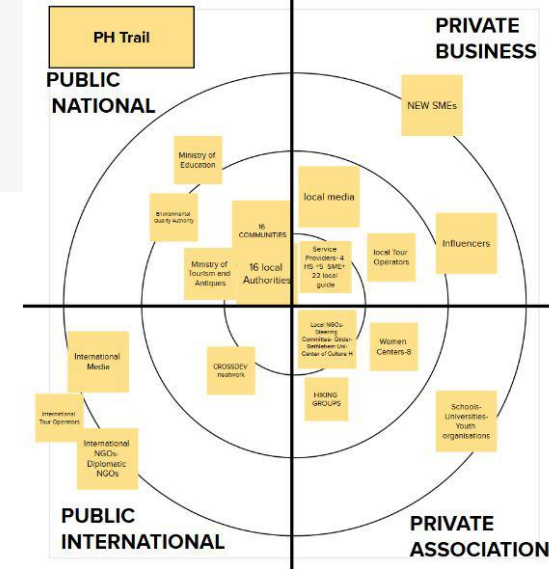 PH Trail
PUBLIC
NATIONAL
PRIVATE
BUSINESS
NEW SMEs
Ministry of
Education
Environmental
Quality Authority
local media
16
COMMUNITIES
Influencers
local Tour
Operators
Service
Providers- 4
HS +5 SME+
22 local
guide
Ministry of
Tourism and
Antiques
16 local
Authorities
Local NGOs-
Steering
Committe-
Bethlehem Uni-
Center of Culture H
Women
Centers-8
International
Media
CROSSDEV
HIKING
GROUPS
International
Tour Operators
International
NGOs-
Diplometic
NGOs
Schools-
Universities-
Youth
organisations
PUBLIC
INTERNATIONAL
PRIVATE
ASSOCIATION